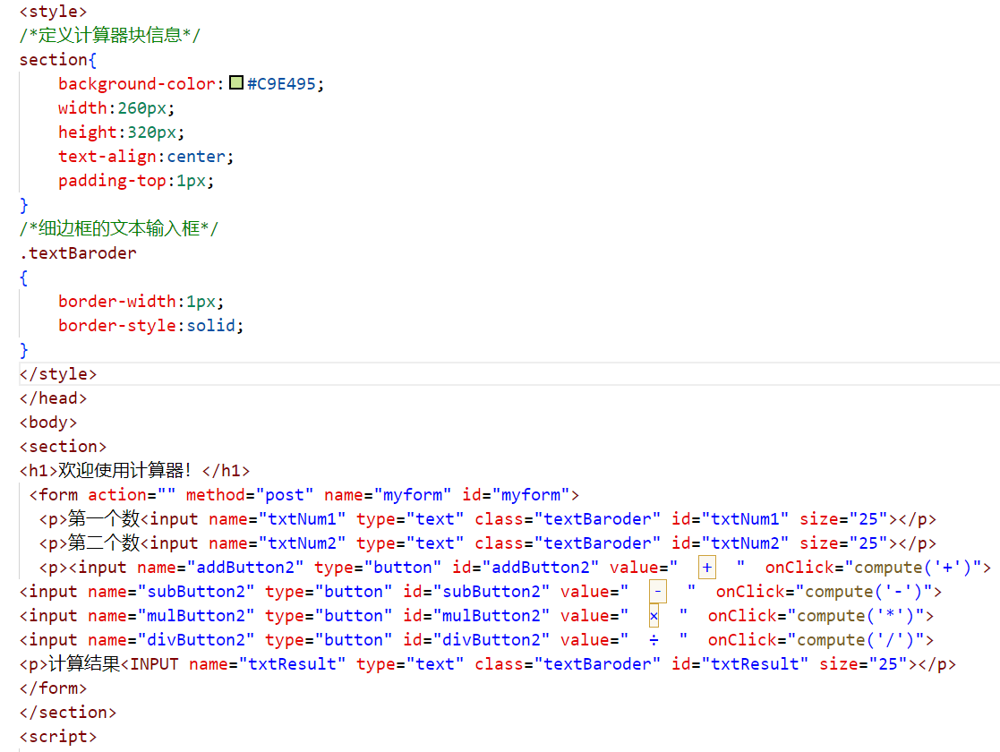 <style>
/*定义计算器块信息*/
section{
background-color:#C9E495;
width:260px;
height:320px;
text-align:center;
padding-top:1px;
}
/*细边框的文本输入框*/
.textBaroder
{
border-width:1px;
border-style:solid;
}
</style>
</head>
<body>
<section>
<h1>欢迎使用计算器！</h1>
<form action="" method="post" name="myform" id="myform">
<p>第一个数<input name="txtNum1" type="text" class="textBaroder" id="txtNum1" size="25"></p>
<p>第二个数<input name="txtNum2" type="text" class="textBaroder" id="txtNum2" size="25"></p>
<p><input name="addButton2" type="button" id="addButton2" value="  ＋  " onClick="compute('+')">
<input name="subButton2" type="button" id="subButton2" value="  －  " onClick="compute('-')">
<input name="mulButton2" type="button" id="mulButton2" value="  ×  " onClick="compute('*')">
<input name="divButton2" type="button" id="divButton2" value="  ÷  " onClick="compute('/')">
<p>计算结果<INPUT name="txtResult" type="text" class="textBaroder" id="txtResult" size="25"></p>
</form>
</section>
<script>